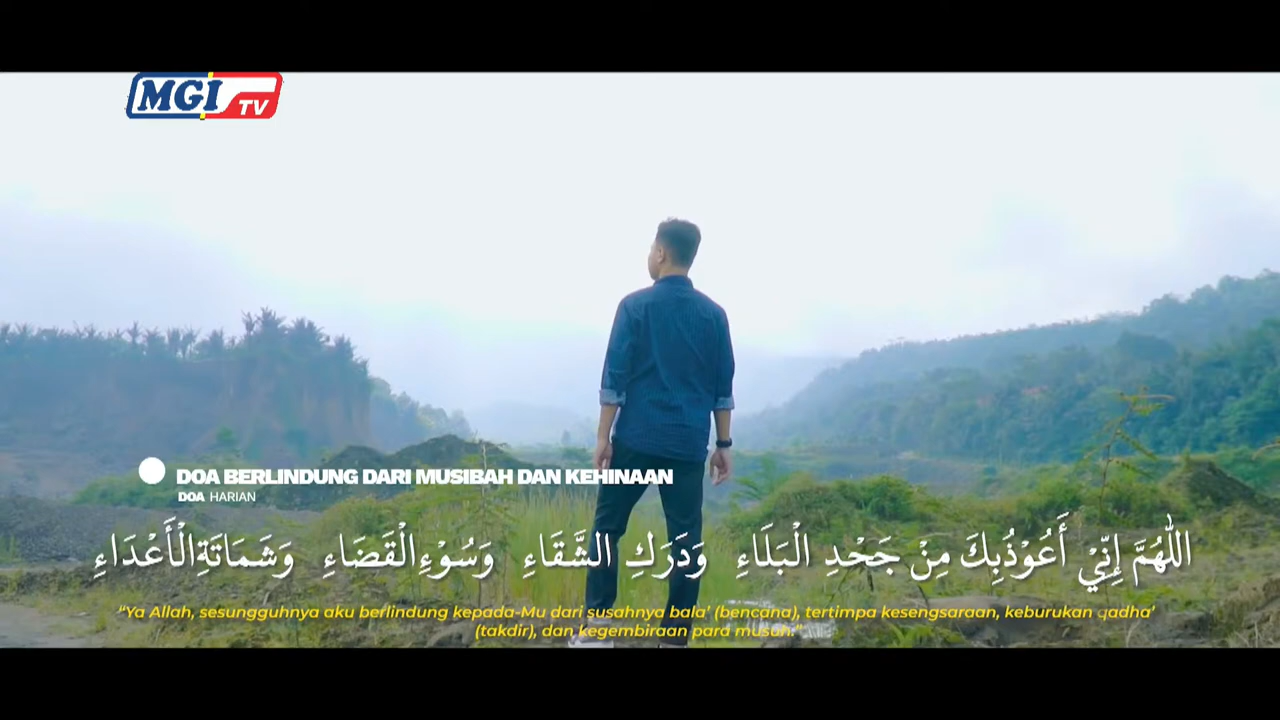 MGI TV
DOA BERLINDUNG DARI MUSIBAH DAN KEHINAAN
DOA HARIAN
اللّٰهُمَّ إِنِّيْ أَعُوْذُبِكَ مِنْ جَحْدِ الْبَلَاءِ وَدَرَكِ الشَّقَاءِ وَسُوْءِالْقَضَاءِ وَشَمَاتَةِالْأَعْدَاءِ
“Ya Allah, sesungguhnya aku berlindung kepada-Mu dari susahnya bala’ (bencana), tertimpa kesengsaraan, keburukan qadha’
(takdir), dan kegembiraan para musuh.”